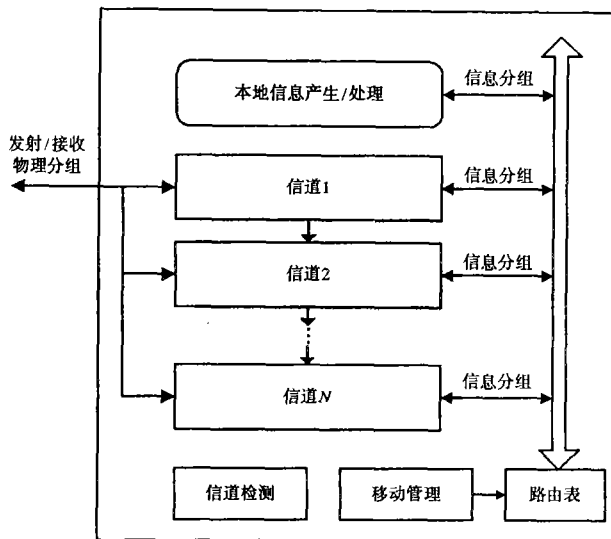 本地信息产生/处理
信息分组
发射/接收
物理分组
信道1
信息分组
信道2
信息分组
信道N
信息分组
信道检测
移动管理
路由表